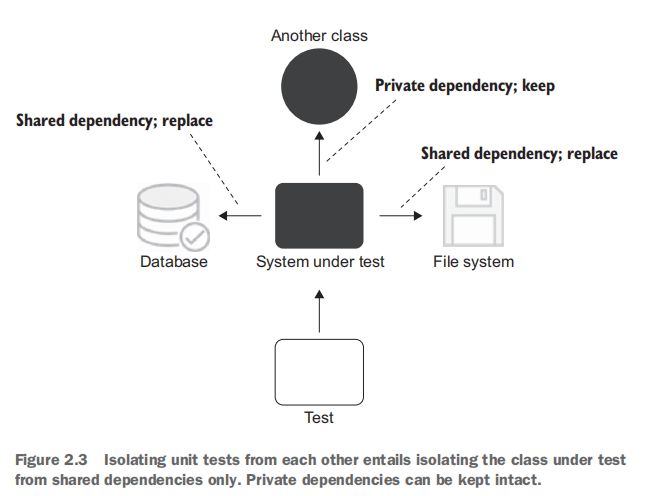 Another class
Private dependency; keep
Shared dependency; replace
Shared dependency; replace
Database
System under test
File system
Test
Figure 2.3 Isolating unit tests from each other entails isolating the class under test
from shared dependencies only. Private dependencies can be kept intact.